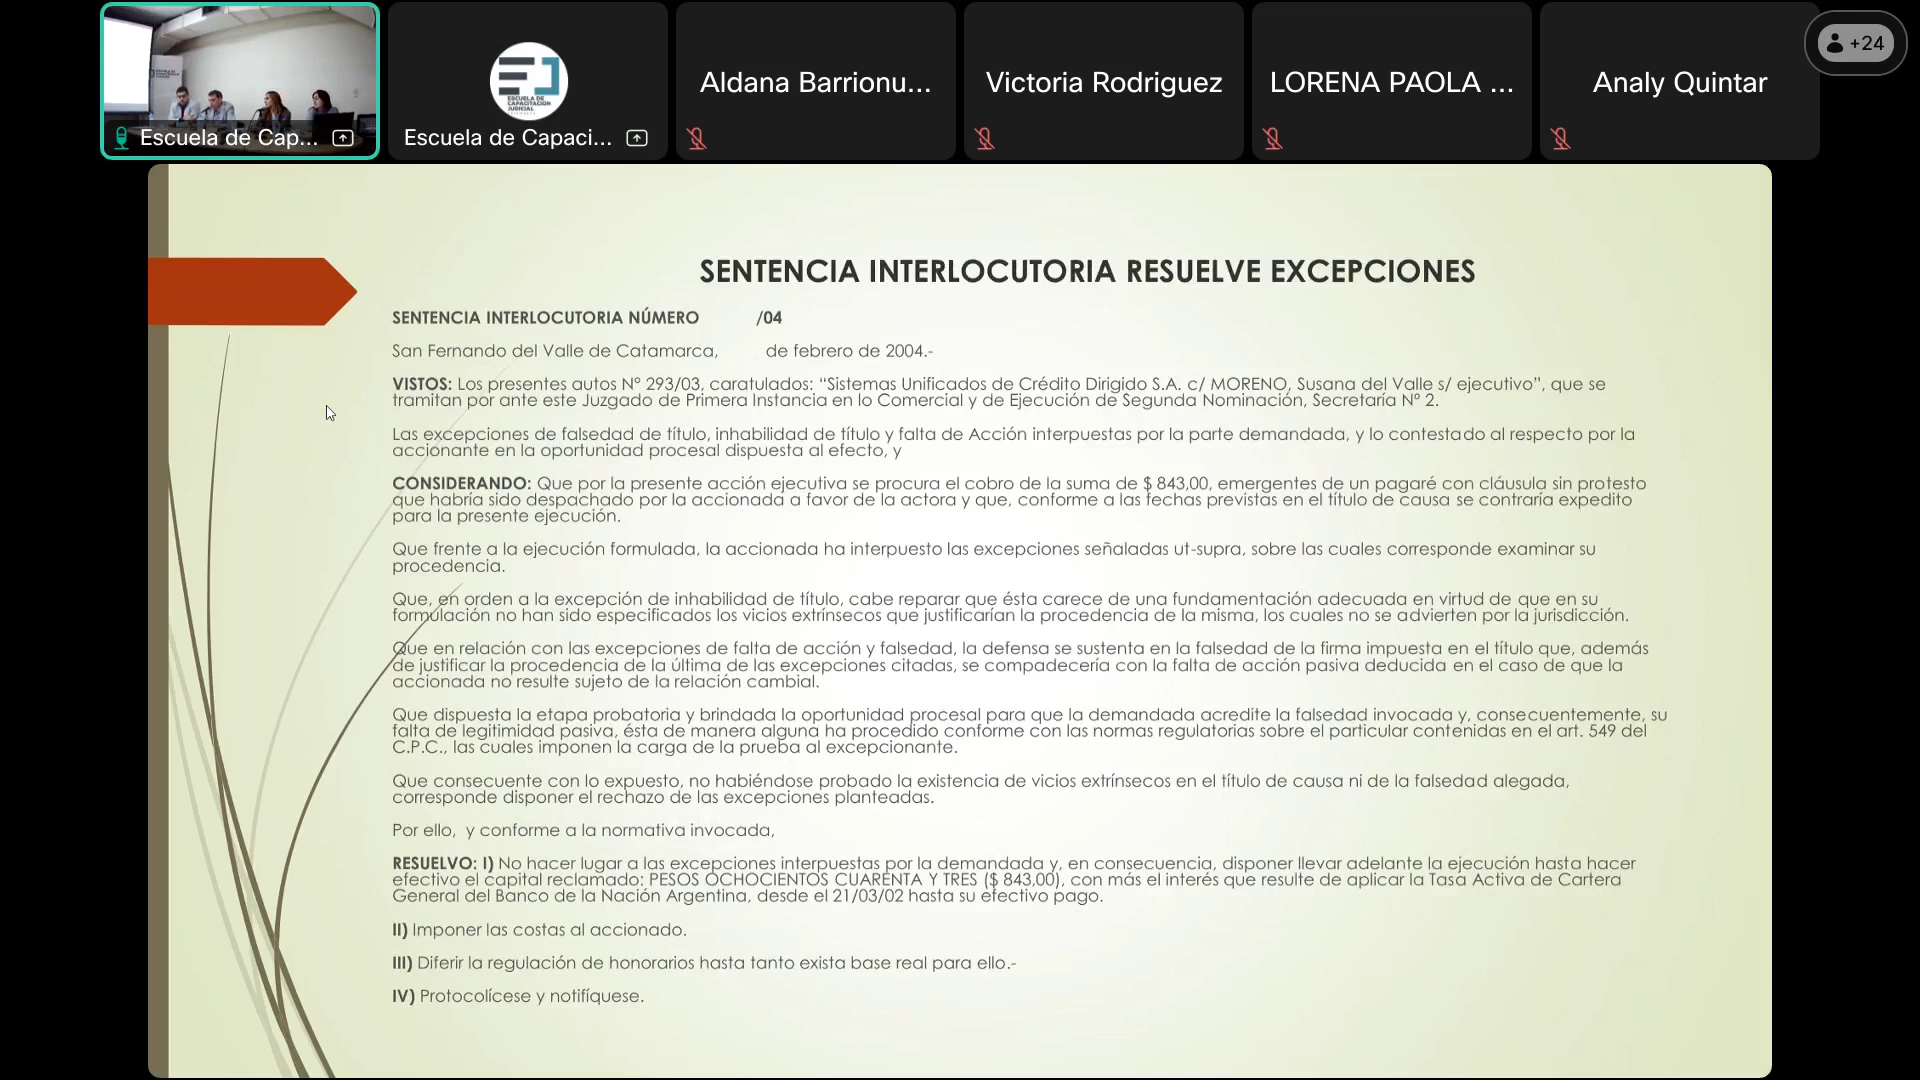 Escuela de Cap...
ESCUELA DE
CAPACITACION
JUDICIAL
Escuela de Capaci...
Aldana Barrionu...
Victoria Rodriguez
LORENA PAOLA ...
Analy Quintar
+24
SENTENCIA INTERLOCUTORIA RESUELVE EXCEPCIONES
SENTENCIA INTERLOCUTORIA NÚMERO /04
San Fernando del Valle de Catamarca, de febrero de 2004.-
VISTOS: Los presentes autos Nº 293/03, caratulados: “Sistemas Unificados de Crédito Dirigido S.A. c/ MORENO, Susana del Valle s/ ejecutivo”, que se
tramitan por ante este Juzgado de Primera Instancia en lo Comercial y de Ejecución de Segunda Nominación, Secretaría Nº 2.
Las excepciones de falsedad de título, inhabilidad de título y falta de Acción interpuestas por la parte demandada, y lo contestado al respecto por la
accionante en la oportunidad procesal dispuesta al efecto, y
CONSIDERANDO: Que por la presente acción ejecutiva se procura el cobro de la suma de $ 843,00, emergentes de un pagaré con cláusula sin protesto
que habría sido despachado por la accionada a favor de la actora y que, conforme a las fechas previstas en el título de causa se contraría expedito
para la presente ejecución.
Que frente a la ejecución formulada, la accionada ha interpuesto las excepciones señaladas ut-supra, sobre las cuales corresponde examinar su
procedencia.
Que, en orden a la excepción de inhabilidad de título, cabe reparar que ésta carece de una fundamentación adecuada en virtud de que en su
formulación no han sido especificados los vicios extrínsecos que justificarían la procedencia de la misma, los cuales no se advierten por la jurisdicción.
Que en relación con las excepciones de falta de acción y falsedad, la defensa se sustenta en la falsedad de la firma impuesta en el título que, además
de justificar la procedencia de la última de las excepciones citadas, se compadecería con la falta de acción pasiva deducida en el caso de que la
accionada no resulte sujeto de la relación cambial.
Que dispuesta la etapa probatoria y brindada la oportunidad procesal para que la demandada acredite la falsedad invocada y, consecuentemente, su
falta de legitimidad pasiva, ésta de manera alguna ha procedido conforme con las normas regulatorias sobre el particular contenidas en el art. 549 del
C.P.C., las cuales imponen la carga de la prueba al excepcionante.
Que consecuente con lo expuesto, no habiéndose probado la existencia de vicios extrínsecos en el título de causa ni de la falsedad alegada,
corresponde disponer el rechazo de las excepciones planteadas.
Por ello, y conforme a la normativa invocada,
RESUELVO: I) No hacer lugar a las excepciones interpuestas por la demandada y, en consecuencia, disponer llevar adelante la ejecución hasta hacer
efectivo el capital reclamado: PESOS OCHOCIENTOS CUARENTA Y TRES ($ 843,00), con más el interés que resulte de aplicar la Tasa Activa de Cartera
General del Banco de la Nación Argentina, desde el 21/03/02 hasta su efectivo pago.
II) Imponer las costas al accionado.
III) Diferir la regulación de honorarios hasta tanto exista base real para ello.-
IV) Protocolícese y notifíquese.